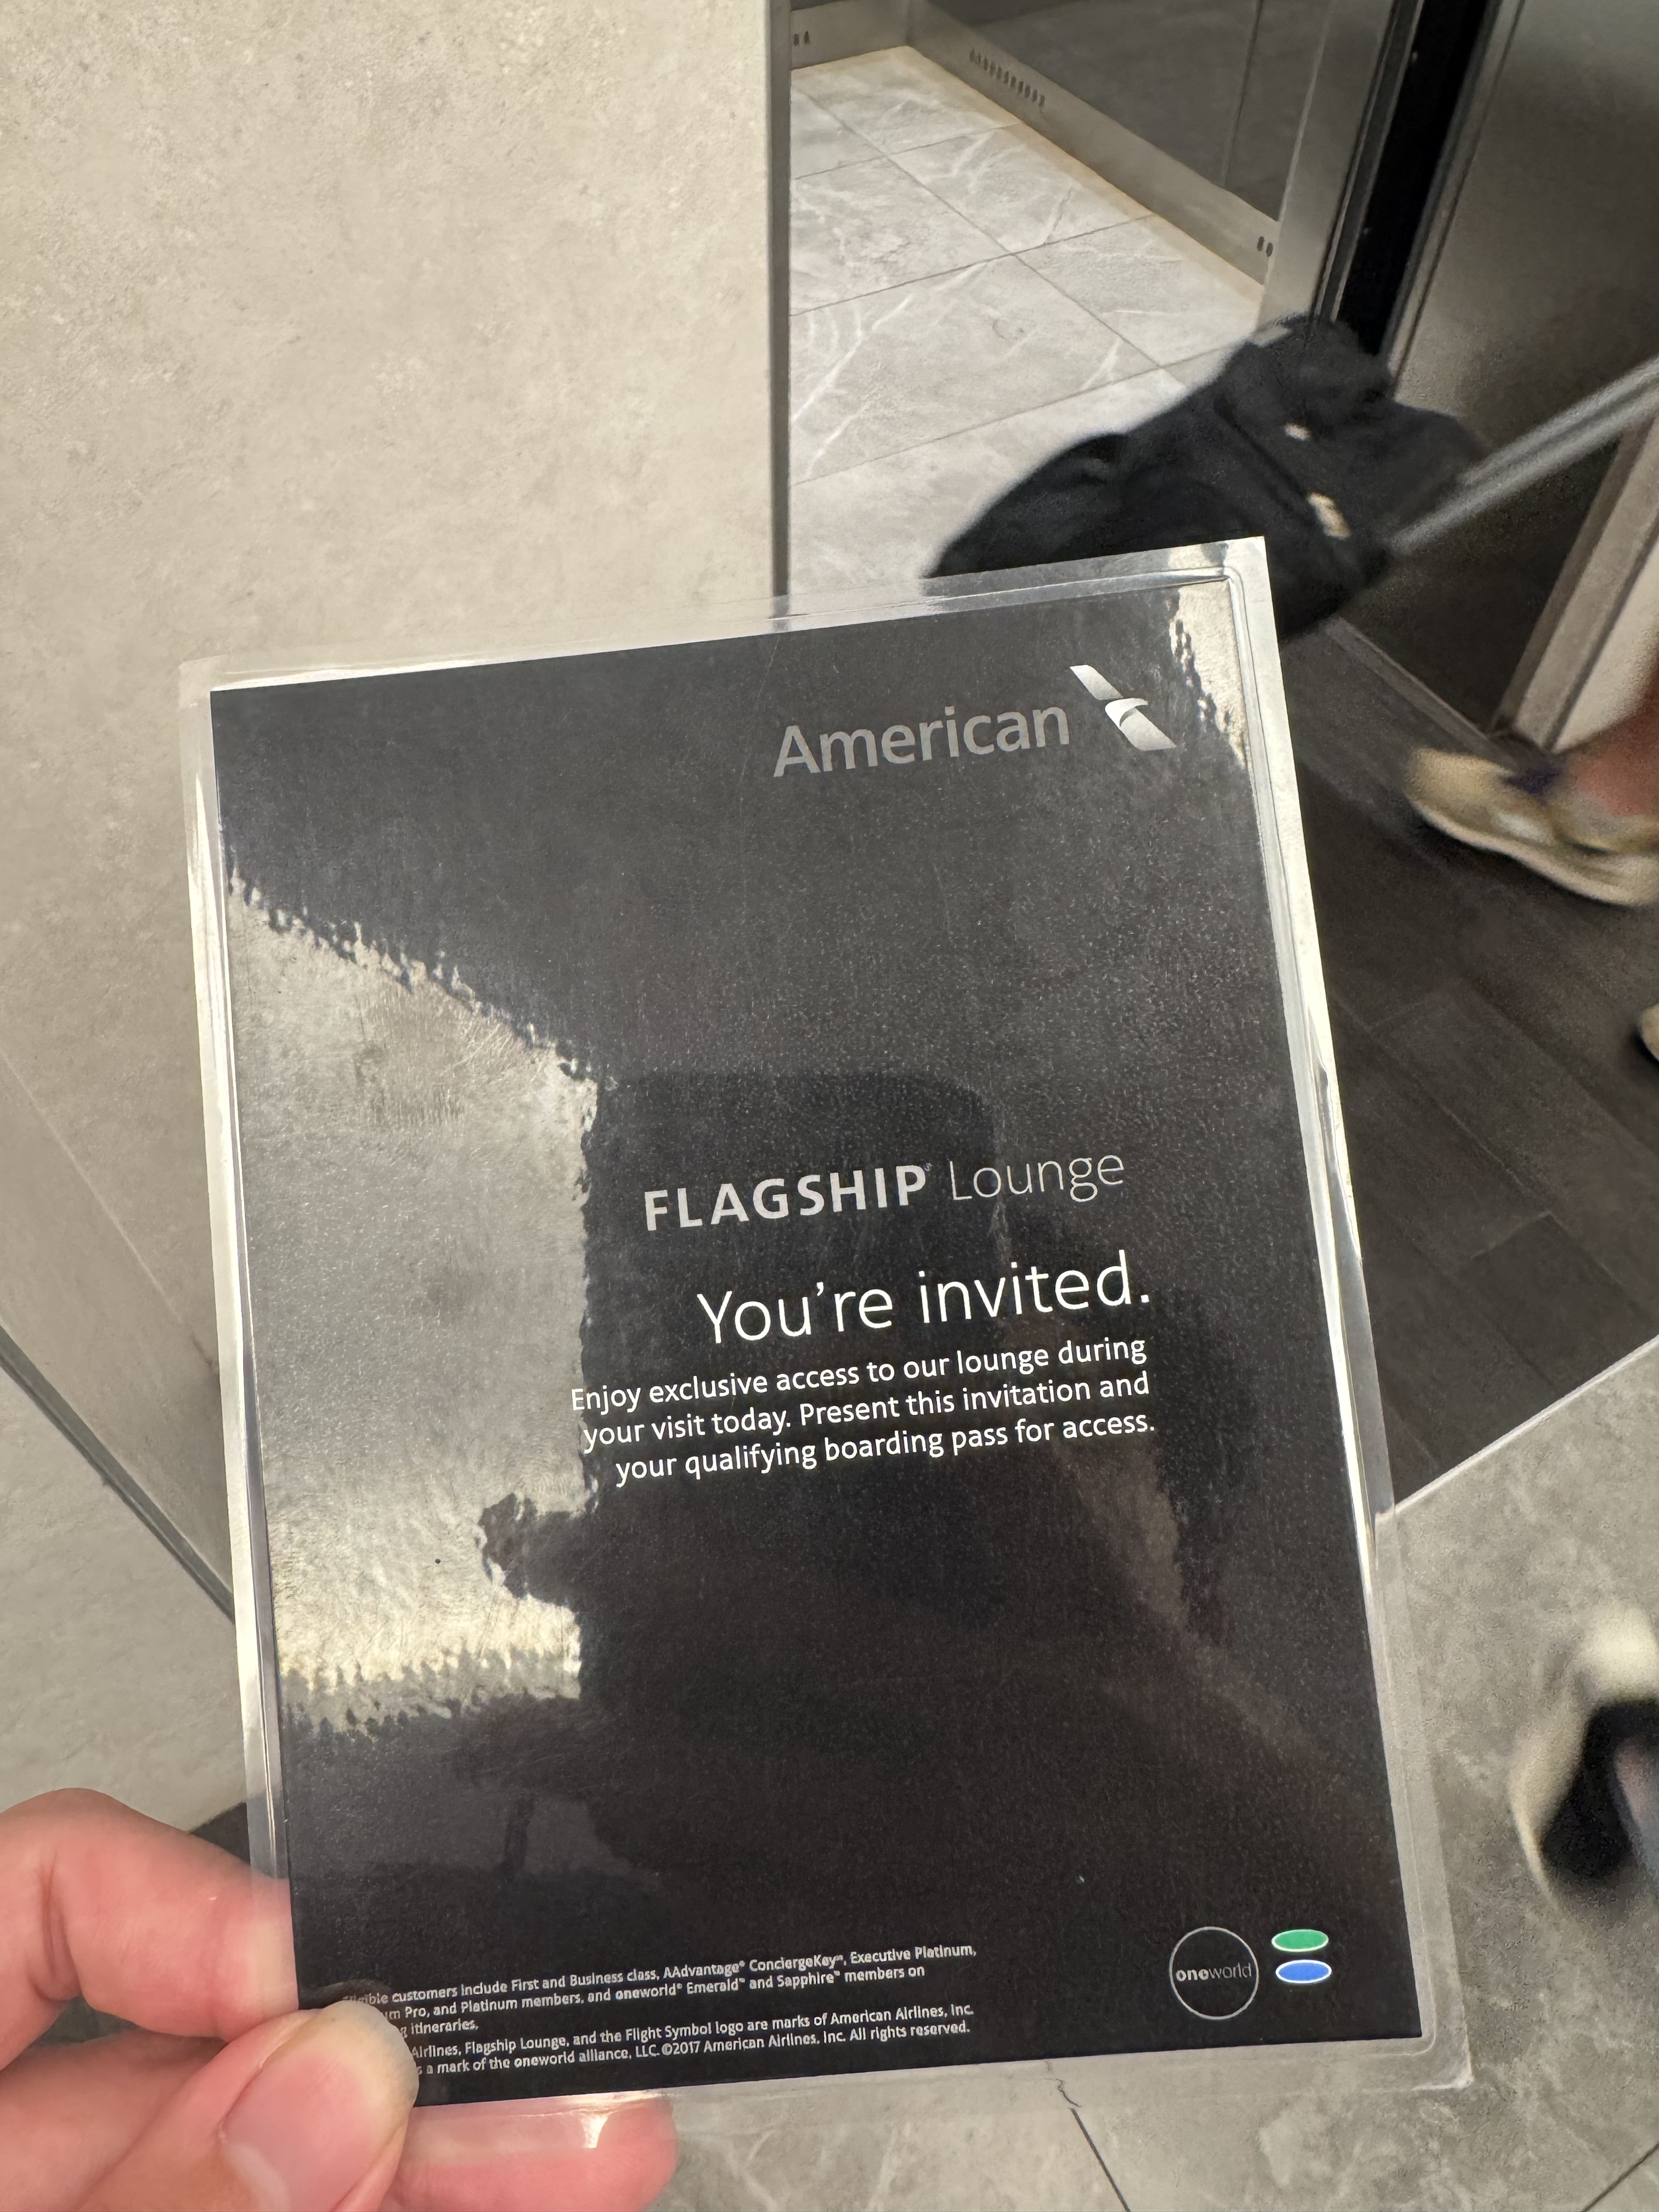 American
FLAGSHIP Lounge
You're invited.
Enjoy exclusive access to our lounge during
your visit today. Present this invitation and
your qualifying boarding pass for access.
customers include First and Business class, AAdvantage® ConciergeKey℠, Executive Platinum,
Pro, and Platinum members, and oneworld® Emerald™ and Sapphire™ members on
itineraries.
Airlines, Flagship Lounge, and the Flight Symbol logo are marks of American Airlines, Inc.
a mark of the oneworld alliance, LLC. ©2017 American Airlines, Inc. All rights reserved.
oneworld